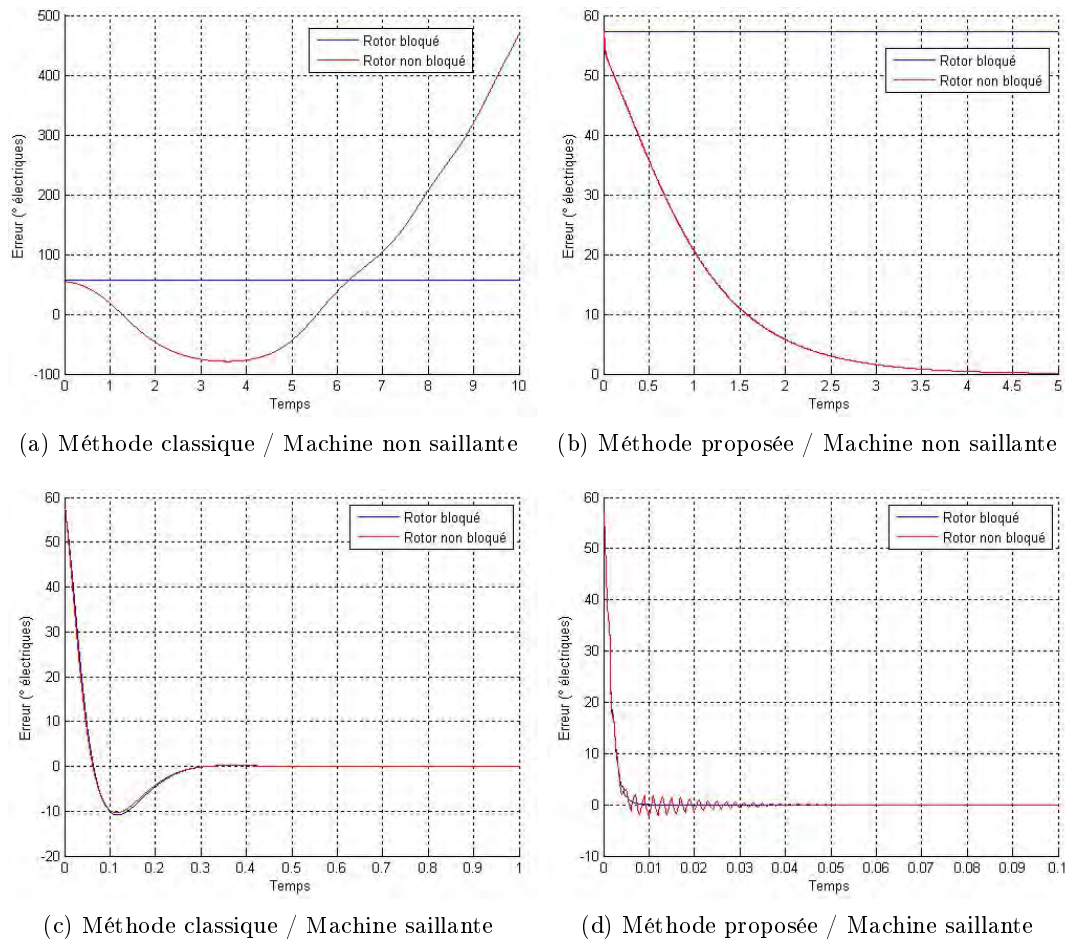 Rotor bloqué
Rotor non bloqué
500
400
300
200
100
0
-100
0 1 2 3 4 5 6 7 8 9 10
Erreur (° électriques)
Temps
(a) Méthode classique / Machine non saillante
Rotor bloqué
Rotor non bloqué
60
50
40
30
20
10
0
0 0.5 1 1.5 2 2.5 3 3.5 4 4.5 5
Erreur (° électriques)
Temps
(b) Méthode proposée / Machine non saillante
Rotor bloqué
Rotor non bloqué
60
50
40
30
20
10
0
-10
-20
0 0.1 0.2 0.3 0.4 0.5 0.6 0.7 0.8 0.9 1
Erreur (° électriques)
Temps
(c) Méthode classique / Machine saillante
Rotor bloqué
Rotor non bloqué
60
50
40
30
20
10
0
-10
0 0.01 0.02 0.03 0.04 0.05 0.06 0.07 0.08 0.09 0.1
Erreur (° électriques)
Temps
(d) Méthode proposée / Machine saillante